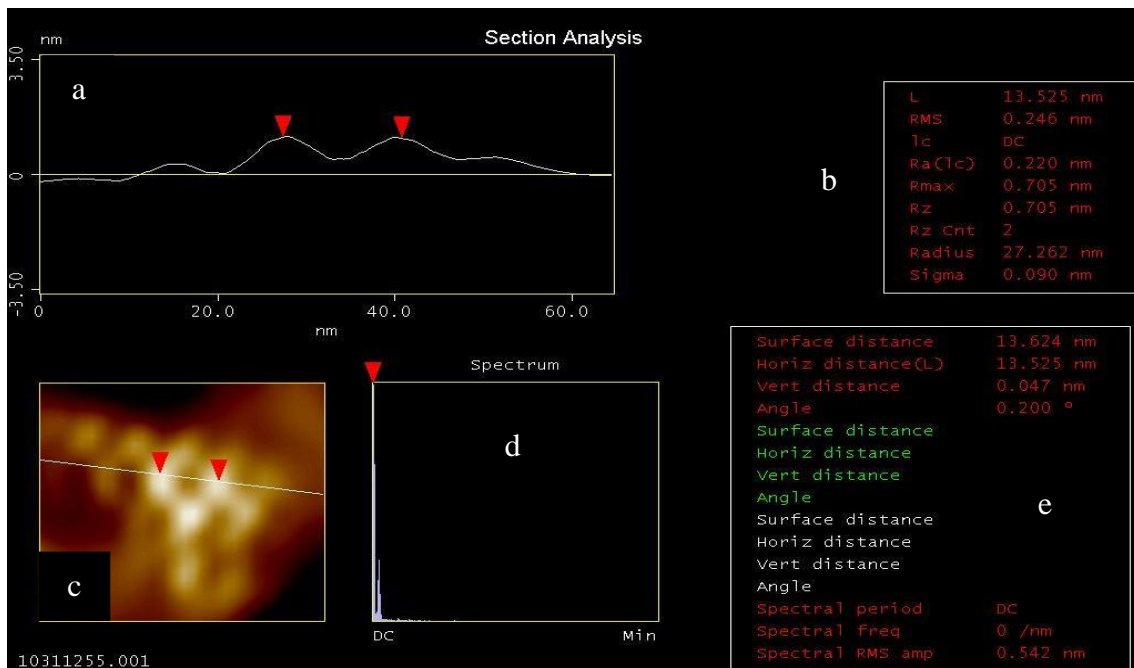 Section Analysis
nm
3.50
0
-3.50
a
0 20.0 40.0 60.0
nm
L 13.525 nm
RMS 0.246 nm
lc DC
Ra(lc) 0.220 nm
Rmax 0.705 nm
Rz 0.705 nm
Rz Cnt 2
Radius 27.262 nm
Sigma 0.090 nm
b
c
Spectrum
d
DC Min
Surface distance 13.624 nm
Horiz distance(L) 13.525 nm
Vert distance 0.047 nm
Angle 0.200 °
Surface distance
Horiz distance
Vert distance
Angle
Surface distance
Horiz distance
Vert distance
Angle
Spectral period DC
Spectral freq 0 /nm
Spectral RMS amp 0.542 nm
e
10311255.001